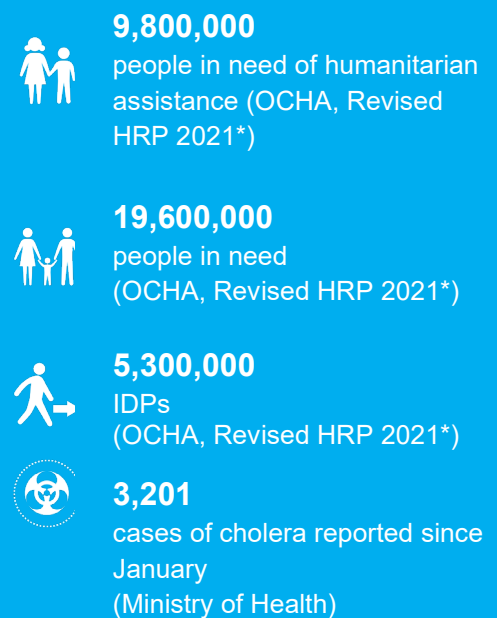 9,800,000
people in need of humanitarian
assistance (OCHA, Revised
HRP 2021*)
19,600,000
people in need
(OCHA, Revised HRP 2021*)
5,300,000
IDPs
(OCHA, Revised HRP 2021*)
3,201
cases of cholera reported since
January
(Ministry of Health)